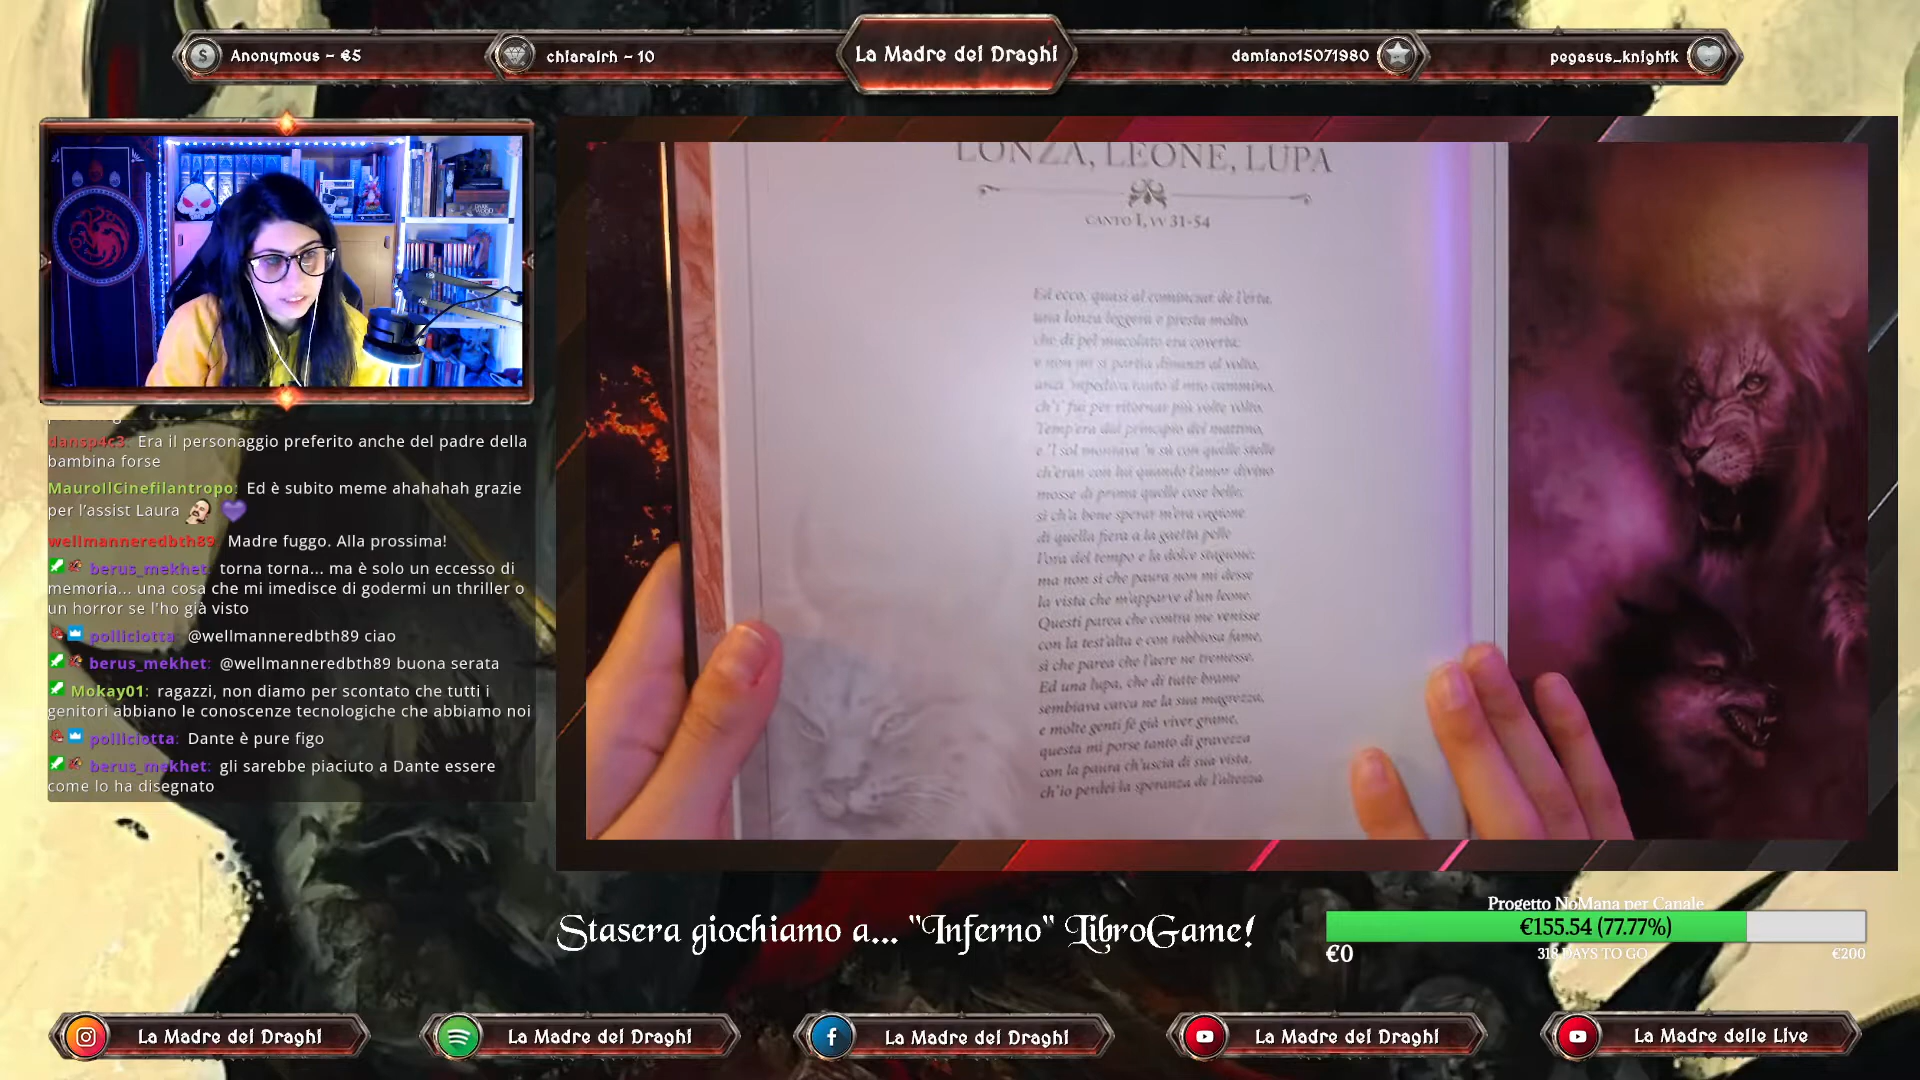 Anonymous - €5
chiaralrh - 10
La Madre dei Draghi
damiano15071980
pegasus_knightk
LONZA, LEONE, LUPA
CANTO I, VV 31-54
Ed ecco, quasi al cominciar de l'erta,
una lonza leggera e presta molto,
che di pel macolato era coverta;
e non mi si partia dinanzi al volto,
anzi 'mpediva tanto il mio cammino,
ch'i' fui per ritornar più volte vòlto.
Temp'era dal principio del mattino,
e 'l sol montava 'n sù con quelle stelle
ch'eran con lui quando l'amor divino
mosse di prima quelle cose belle;
sì ch'a bene sperar m'era cagione
di quella fiera a la gaetta pelle
l'ora del tempo e la dolce stagione;
ma non sì che paura non mi desse
la vista che m'apparve d'un leone.
Questi parea che contra me venisse
con la test'alta e con rabbiosa fame,
sì che parea che l'aere ne tremesse.
Ed una lupa, che di tutte brame
sembiava carca ne la sua magrezza,
e molte genti fé già viver grame,
questa mi porse tanto di gravezza
con la paura ch'uscia di sua vista,
ch'io perdei la speranza de l'altezza.
dansp4c3: Era il personaggio preferito anche del padre della
bambina forse
MauroIlCinefilantropo: Ed è subito meme ahahahah grazie
per l'assist Laura
wellmanneredbth89: Madre fuggo. Alla prossima!
berus_mekhet: torna torna... ma è solo un eccesso di
memoria... una cosa che mi imedisce di godermi un thriller o
un horror se l'ho già visto
polliciotta: @wellmanneredbth89 ciao
berus_mekhet: @wellmanneredbth89 buona serata
Mokay01: ragazzi, non diamo per scontato che tutti i
genitori abbiano le conoscenze tecnologiche che abbiamo noi
polliciotta: Dante è pure figo
berus_mekhet: gli sarebbe piaciuto a Dante essere
come lo ha disegnato
Stasera giochiamo a... "Inferno" LibroGame!
Progetto NoMana per Canale
€155.54 (77.77%)
€0
318 DAYS TO GO
€200
La Madre dei Draghi
La Madre dei Draghi
La Madre dei Draghi
La Madre dei Draghi
La Madre delle Live